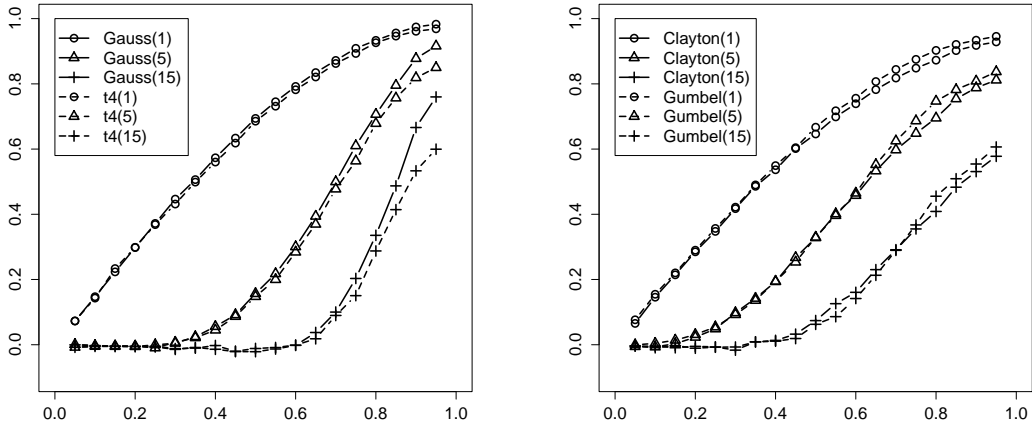 Gauss(1)
Gauss(5)
Gauss(15)
t4(1)
t4(5)
t4(15)
0.0
0.2
0.4
0.6
0.8
1.0
0.0 0.2 0.4 0.6 0.8 1.0
Clayton(1)
Clayton(5)
Clayton(15)
Gumbel(1)
Gumbel(5)
Gumbel(15)
0.0
0.2
0.4
0.6
0.8
1.0
0.0 0.2 0.4 0.6 0.8 1.0